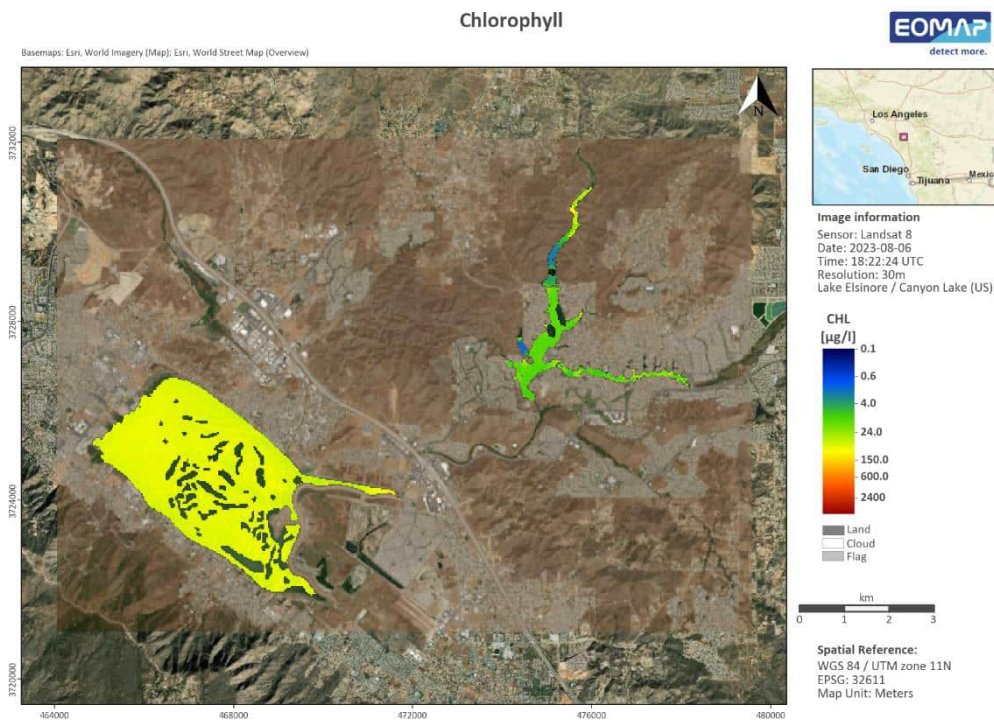 Chlorophyll
EOMAP
detect more.
Basemaps: Esri, World Imagery (Map); Esri, World Street Map (Overview)
N
3732000
3728000
3724000
3720000
464000
468000
472000
476000
480000
Los Angeles
San Diego
Tijuana
Mexic
Image information
Sensor: Landsat 8
Date: 2023-08-06
Time: 18:22:24 UTC
Resolution: 30m
Lake Elsinore / Canyon Lake (US)
CHL
[µg/l]
0.1
0.6
4.0
24.0
150.0
600.0
2400
Land
Cloud
Flag
km
0 1 2 3
Spatial Reference:
WGS 84 / UTM zone 11N
EPSG: 32611
Map Unit: Meters